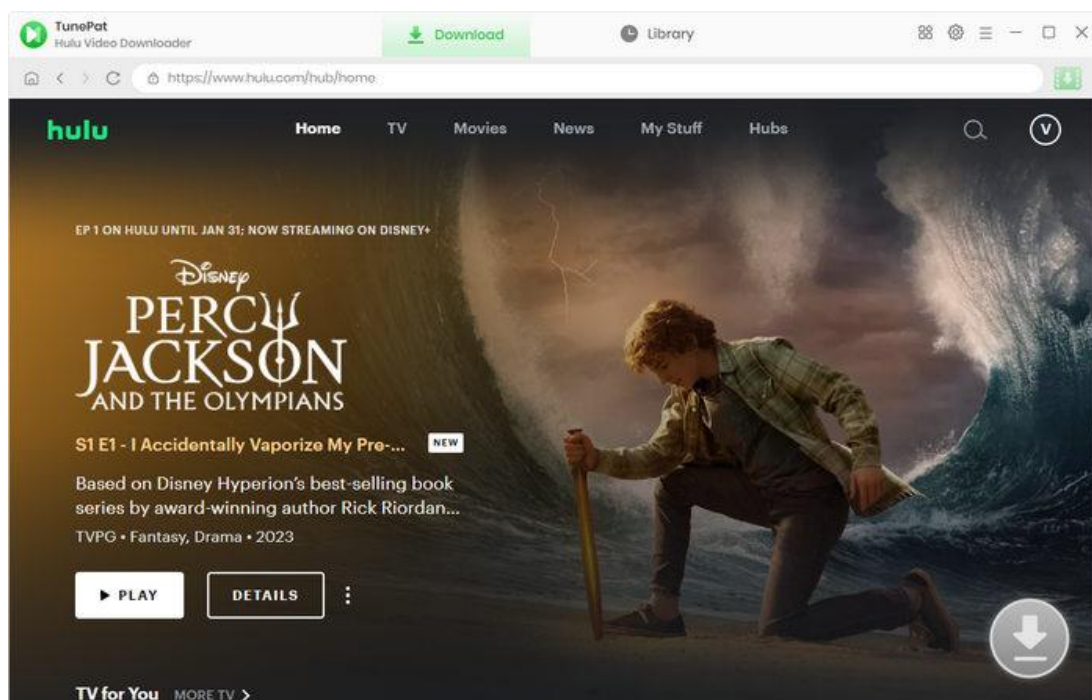 TunePat
Hulu Video Downloader
Download
Library
https://www.hulu.com/hub/home
hulu
Home TV Movies News My Stuff Hubs
V
EP 1 ON HULU UNTIL JAN 31; NOW STREAMING ON DISNEY+
Disney
PERCY
JACKSON
AND THE OLYMPIANS
S1 E1 - I Accidentally Vaporize My Pre-... NEW
Based on Disney Hyperion's best-selling book
series by award-winning author Rick Riordan...
TVPG • Fantasy, Drama • 2023
PLAY
DETAILS
TV for You MORE TV